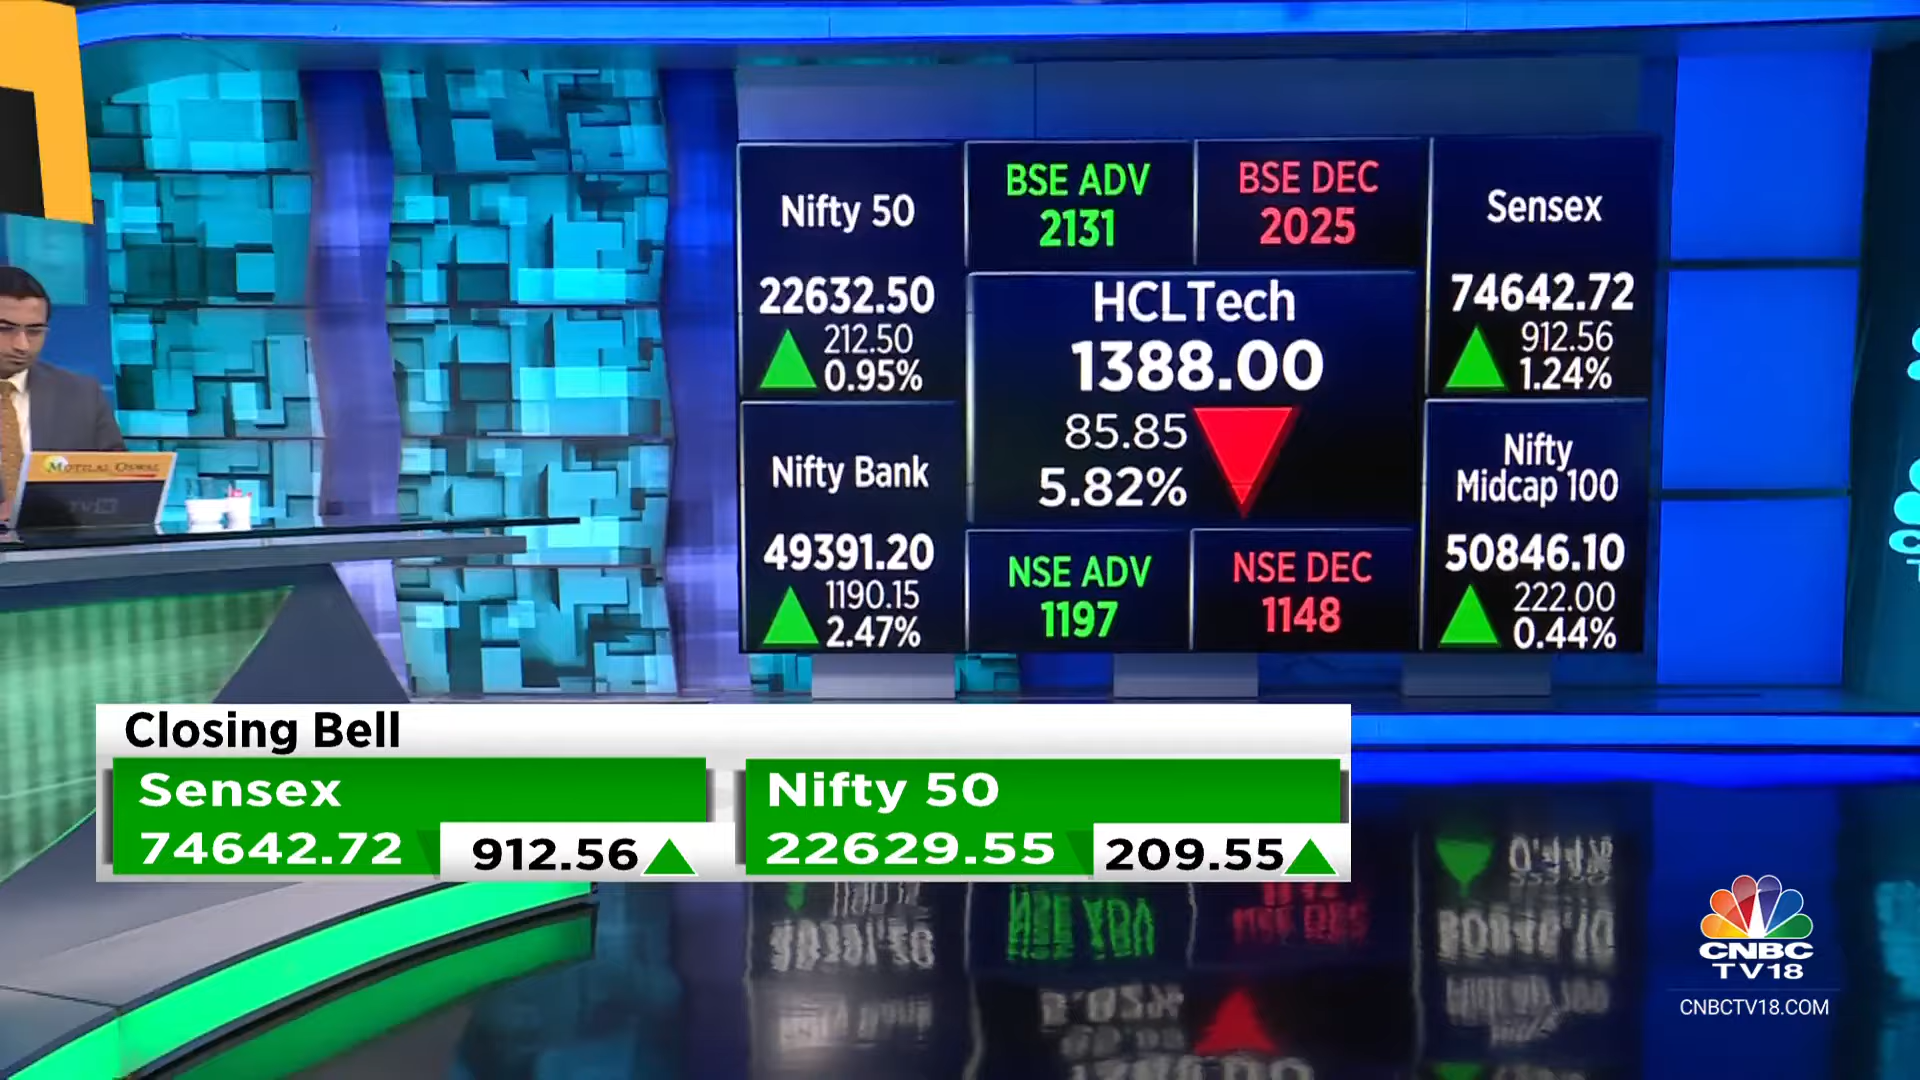 Nifty 50
22632.50
212.50
0.95%
Nifty Bank
49391.20
1190.15
2.47%
BSE ADV
2131
BSE DEC
2025
HCLTech
1388.00
85.85
5.82%
NSE ADV
1197
NSE DEC
1148
Sensex
74642.72
912.56
1.24%
Nifty
Midcap 100
50846.10
222.00
0.44%
MOTILAL OSWAL
TV18
Closing Bell
Sensex
74642.72
912.56
Nifty 50
22629.55
209.55
CNBC
TV18
CNBCTV18.COM